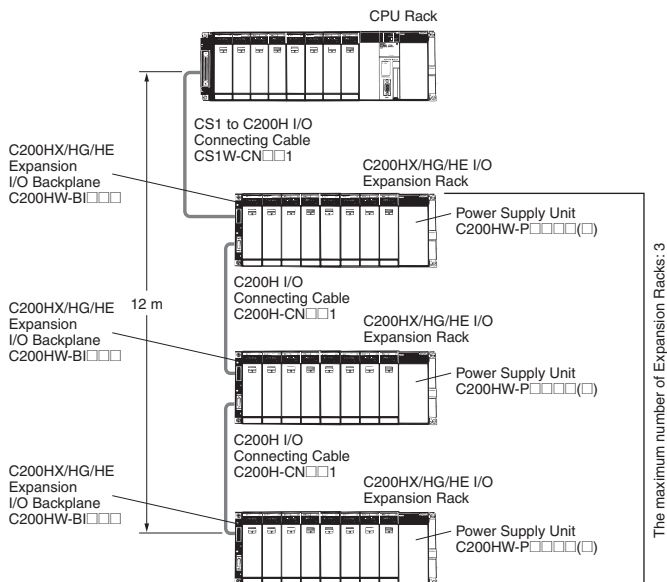 CPU Rack
CS1 to C200H I/O
Connecting Cable
CS1W-CN□□1
C200HX/HG/HE
Expansion
I/O Backplane
C200HW-BI□□□
C200HX/HG/HE I/O
Expansion Rack
Power Supply Unit
C200HW-P□□□□(□)
C200H I/O
Connecting Cable
C200H-CN□□1
12 m
C200HX/HG/HE
Expansion
I/O Backplane
C200HW-BI□□□
C200HX/HG/HE I/O
Expansion Rack
Power Supply Unit
C200HW-P□□□□(□)
C200H I/O
Connecting Cable
C200H-CN□□1
C200HX/HG/HE
Expansion
I/O Backplane
C200HW-BI□□□
C200HX/HG/HE I/O
Expansion Rack
Power Supply Unit
C200HW-P□□□□(□)
The maximum number of Expansion Racks: 3